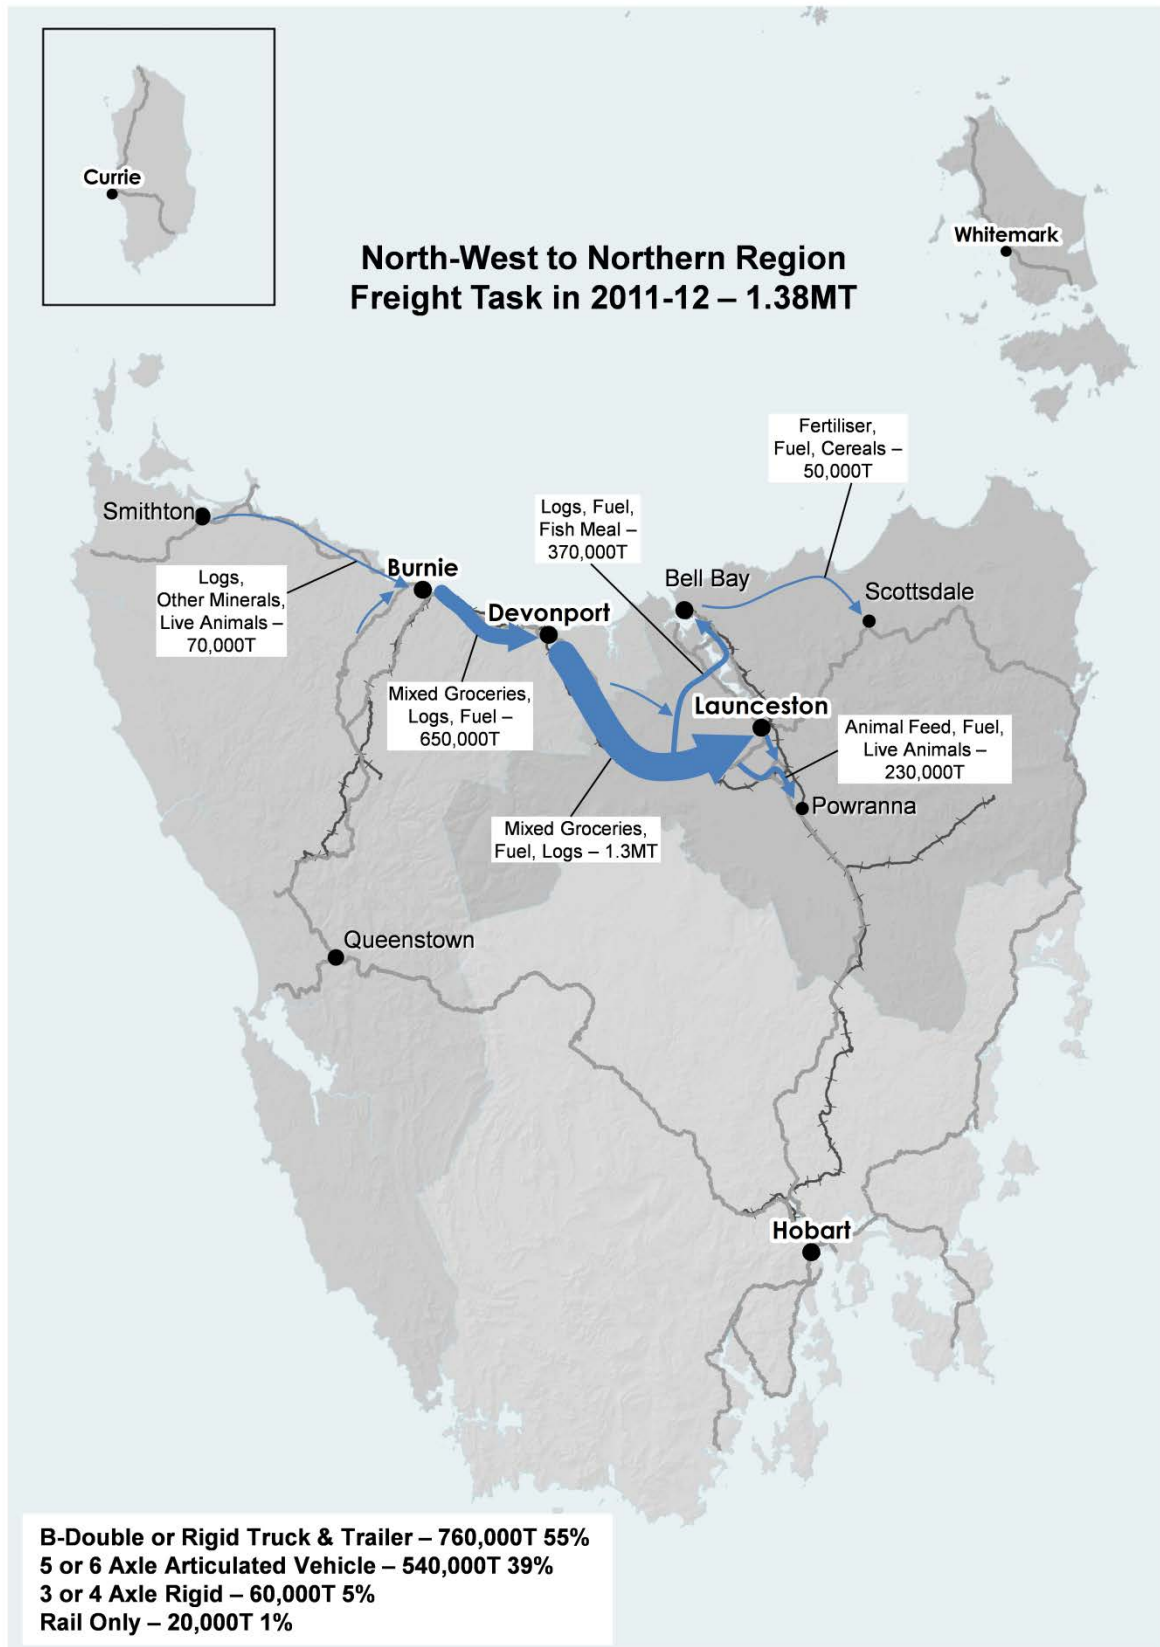 Currie
Whitemark
North-West to Northern Region
Freight Task in 2011-12 – 1.38MT
Fertiliser,
Fuel, Cereals –
50,000T
Smithton
Logs, Fuel,
Fish Meal –
370,000T
Burnie
Logs,
Other Minerals,
Live Animals –
70,000T
Bell Bay
Scottsdale
Devonport
Mixed Groceries,
Logs, Fuel –
650,000T
Launceston
Animal Feed, Fuel,
Live Animals –
230,000T
Powranna
Mixed Groceries,
Fuel, Logs – 1.3MT
Queenstown
Hobart
B-Double or Rigid Truck & Trailer – 760,000T 55%
5 or 6 Axle Articulated Vehicle – 540,000T 39%
3 or 4 Axle Rigid – 60,000T 5%
Rail Only – 20,000T 1%